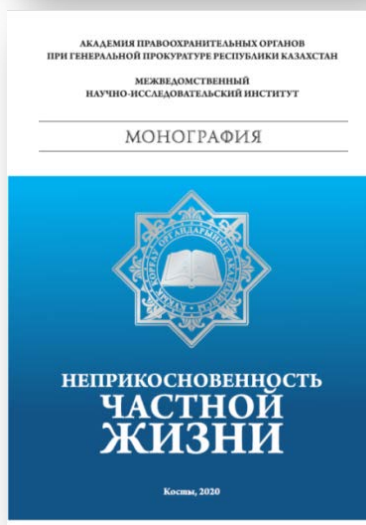 АКАДЕМИЯ ПРАВООХРАНИТЕЛЬНЫХ ОРГАНОВ
ПРИ ГЕНЕРАЛЬНОЙ ПРОКУРАТУРЕ РЕСПУБЛИКИ КАЗАХСТАН
МЕЖВЕДОМСТВЕННЫЙ
НАУЧНО-ИССЛЕДОВАТЕЛЬСКИЙ ИНСТИТУТ
МОНОГРАФИЯ
НЕПРИКОСНОВЕННОСТЬ
ЧАСТНОЙ
ЖИЗНИ
Косшы, 2020